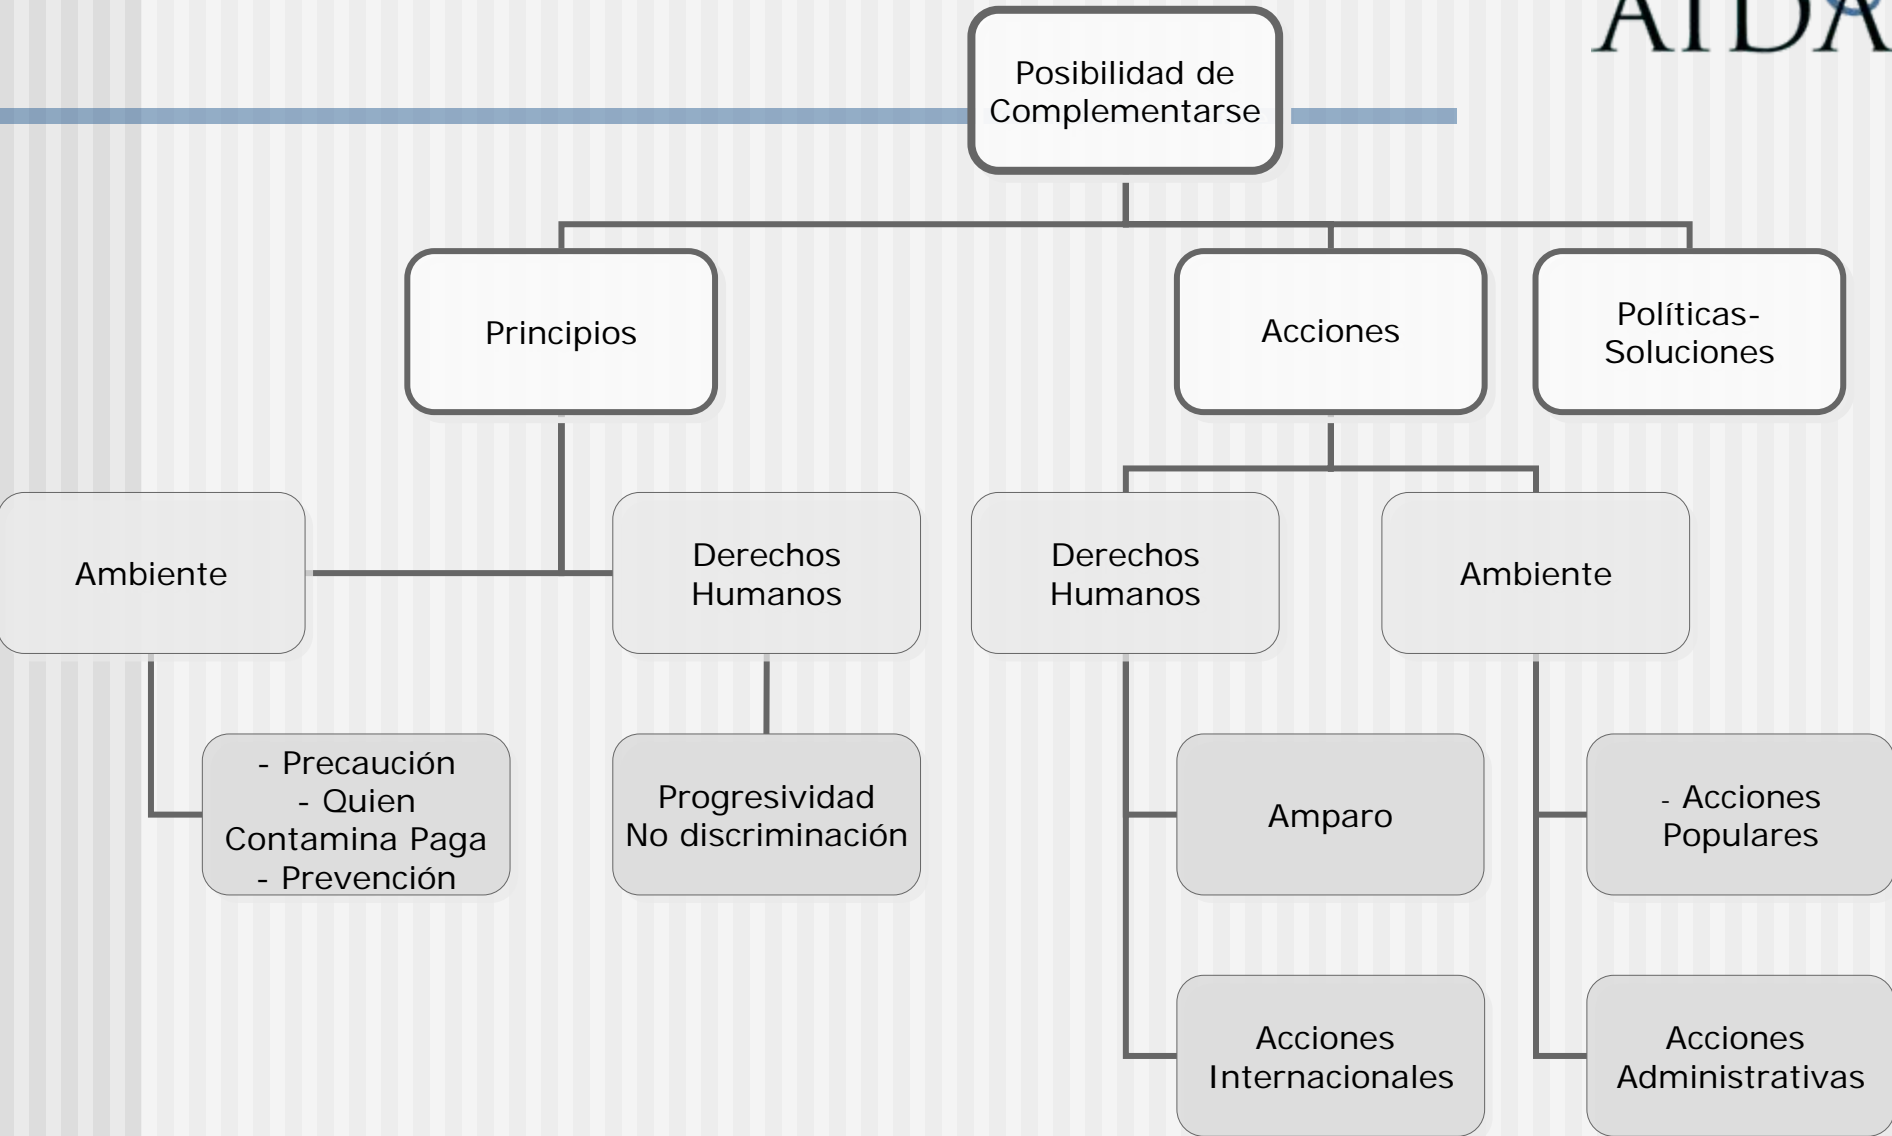 AIDA
Posibilidad de
Complementarse
Principios
Acciones
Políticas-
Soluciones
Ambiente
Derechos
Humanos
Derechos
Humanos
Ambiente
- Precaución
- Quien
Contamina Paga
- Prevención
Progresividad
No discriminación
Amparo
- Acciones
Populares
Acciones
Internacionales
Acciones
Administrativas